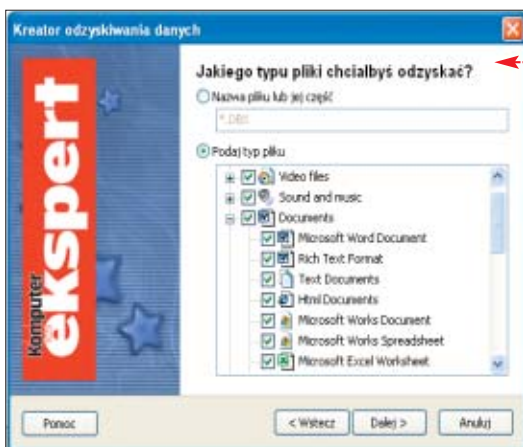 Kreator odzyskiwania danych
Jakiego typu pliki chciałbyś odzyskać?
Nazwa pliku lub jej część
*.DBX
Podaj typ pliku
Video files
Sound and music
Documents
Microsoft Word Document
Rich Text Format
Text Documents
Html Documents
Microsoft Works Document
Microsoft Works Spreadsheet
Microsoft Excel Worksheet
Komputer
ekspert
Pomoc
< Wstecz
Dalej >
Anuluj